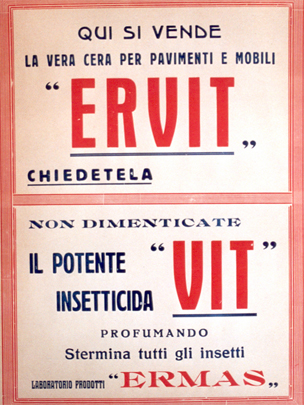 QUI SI VENDE
LA VERA CERA PER PAVIMENTI E MOBILI
“ERVIT„
CHIEDETELA
NON DIMENTICATE
IL POTENTE “VIT”
INSETTICIDA
PROFUMANDO
Stermina tutti gli insetti
LABORATORIO PRODOTTI “ERMAS„